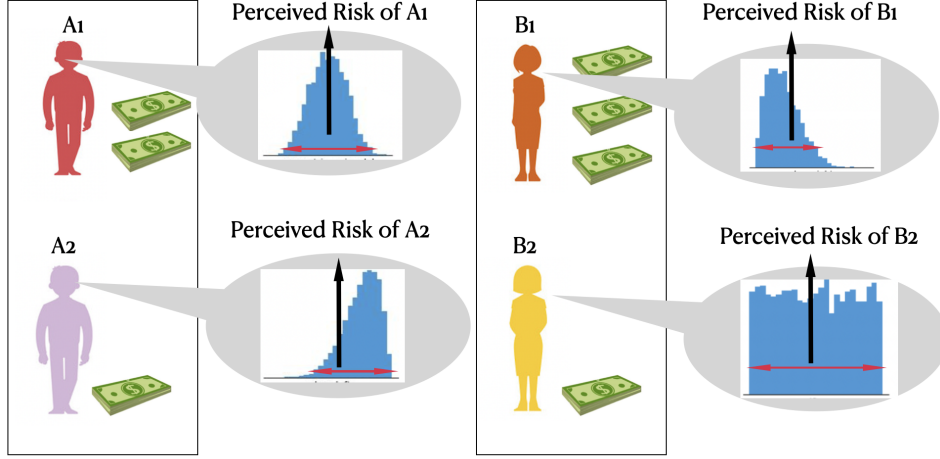 Perceived Risk of A1
A1
Perceived Risk of B1
B1
Perceived Risk of A2
A2
Perceived Risk of B2
B2